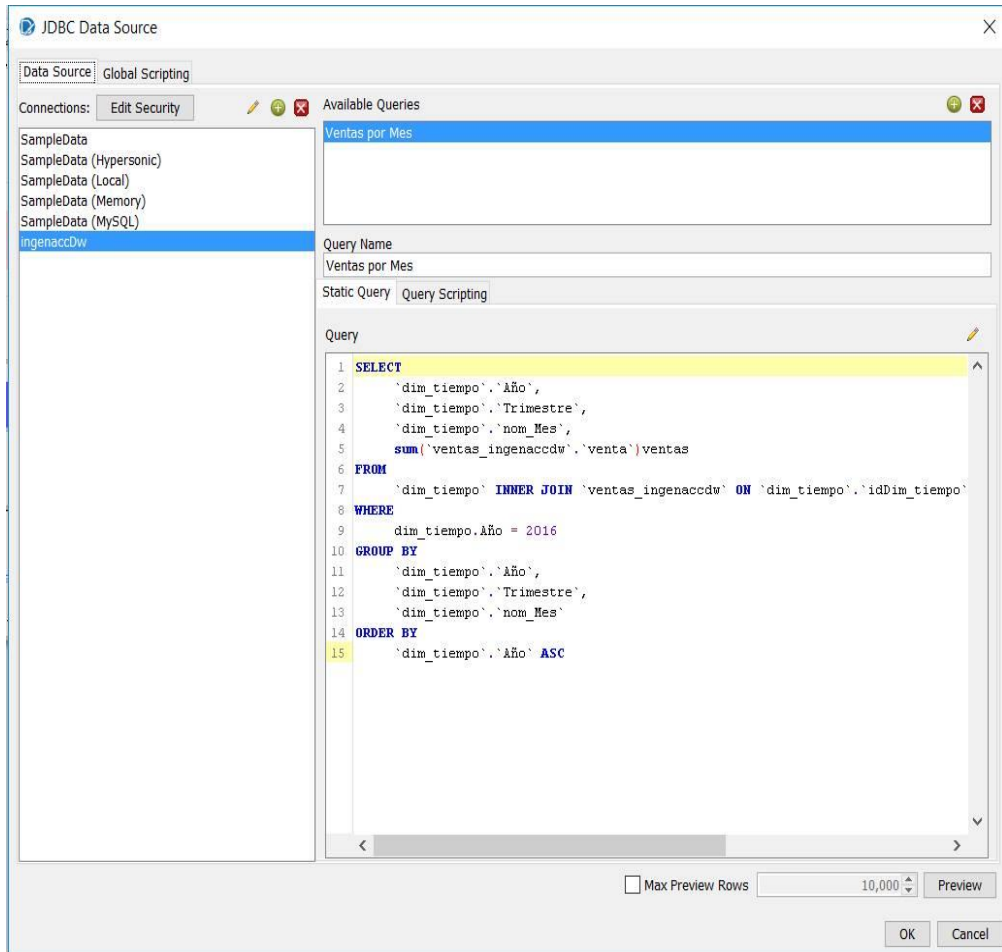 JDBC Data Source
Data Source Global Scripting
Connections: Edit Security
SampleData
SampleData (Hypersonic)
SampleData (Local)
SampleData (Memory)
SampleData (MySQL)
ingenaccDw
Available Queries
Ventas por Mes
Query Name
Ventas por Mes
Static Query Query Scripting
Query
1 SELECT
2 `dim_tiempo`.`Año`,
3 `dim_tiempo`.`Trimestre`,
4 `dim_tiempo`.`nom_Mes`,
5 sum(`ventas_ingenaccdw`.`venta`)ventas
6 FROM
7 `dim_tiempo` INNER JOIN `ventas_ingenaccdw` ON `dim_tiempo`.`idDim_tiempo`
8 WHERE
9 dim_tiempo.Año = 2016
10 GROUP BY
11 `dim_tiempo`.`Año`,
12 `dim_tiempo`.`Trimestre`,
13 `dim_tiempo`.`nom_Mes`
14 ORDER BY
15 `dim_tiempo`.`Año` ASC
Max Preview Rows 10,000 Preview
OK Cancel